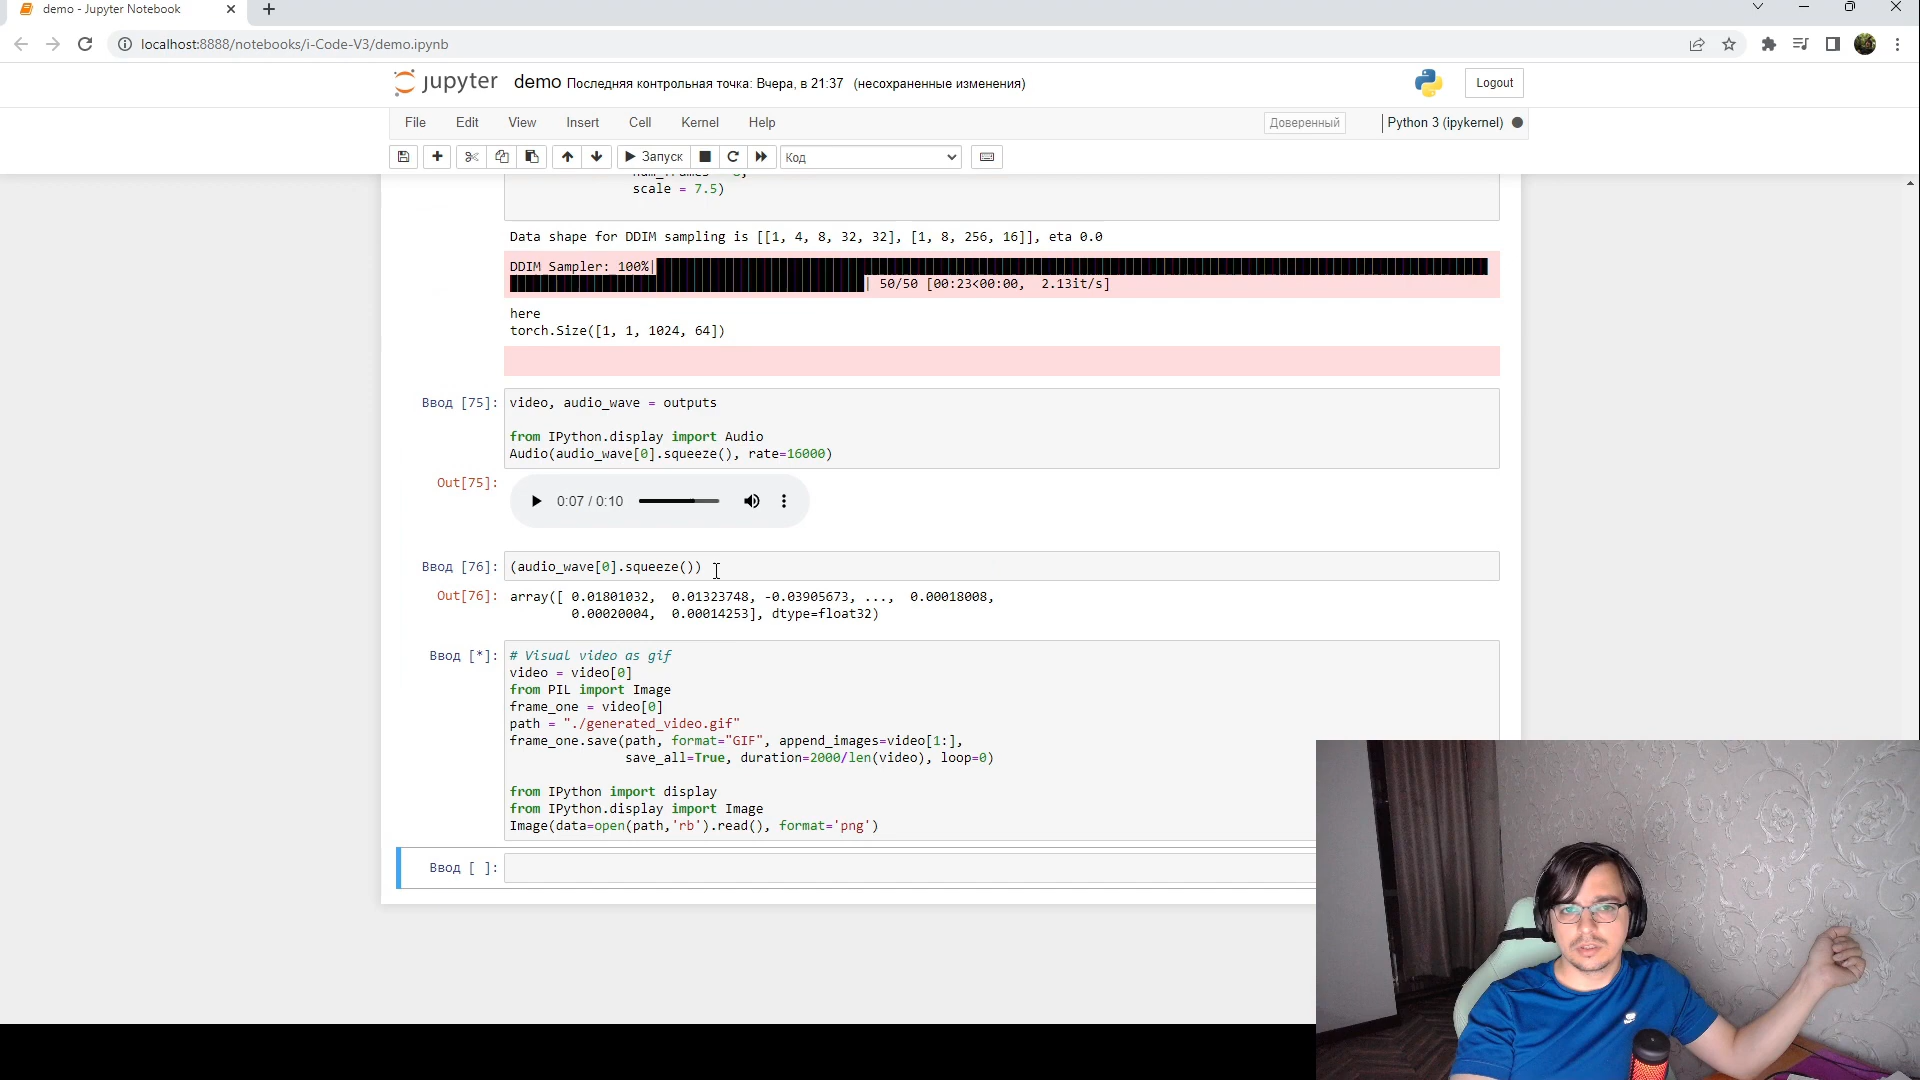 demo - Jupyter Notebook
localhost:8888/notebooks/i-Code-V3/demo.ipynb
jupyter demo Последняя контрольная точка: Вчера, в 21:37 (несохраненные изменения)
Logout
File Edit View Insert Cell Kernel Help
Доверенный
Python 3 (ipykernel)
Запуск
Код
scale = 7.5)
Data shape for DDIM sampling is [[1, 4, 8, 32, 32], [1, 8, 256, 16]], eta 0.0
DDIM Sampler: 100%|
| 50/50 [00:23<00:00, 2.13it/s]
here
torch.Size([1, 1, 1024, 64])
Ввод [75]: video, audio_wave = outputs
from IPython.display import Audio
Audio(audio_wave[0].squeeze(), rate=16000)
Out[75]:
0:07 / 0:10
Ввод [76]: (audio_wave[0].squeeze())
Out[76]: array([ 0.01801032, 0.01323748, -0.03905673, ..., 0.00018008,
0.00020004, 0.00014253], dtype=float32)
Ввод [*]: # Visual video as gif
video = video[0]
from PIL import Image
frame_one = video[0]
path = "./generated_video.gif"
frame_one.save(path, format="GIF", append_images=video[1:],
save_all=True, duration=2000/len(video), loop=0)
from IPython import display
from IPython.display import Image
Image(data=open(path,'rb').read(), format='png')
Ввод [ ]: